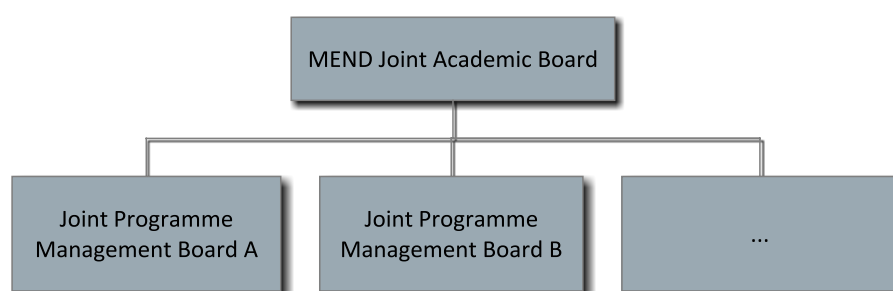 MEND Joint Academic Board
Joint Programme
Management Board A
Joint Programme
Management Board B
...